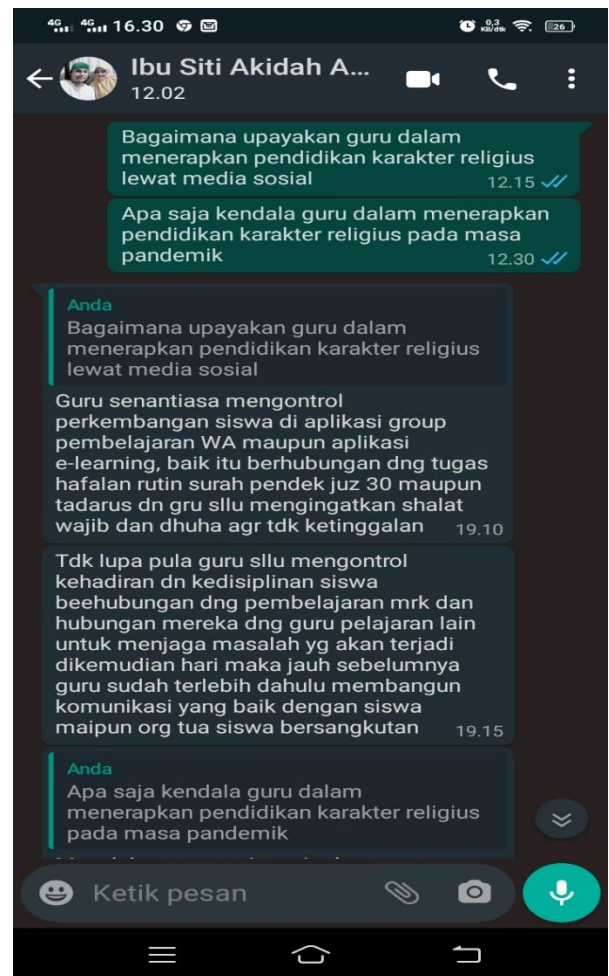 4G 4G 16.30 0,3 KB/dtk 26
Ibu Siti Akidah A...
12.02
Bagaimana upayakan guru dalam
menerapkan pendidikan karakter religius
lewat media sosial 12.15
Apa saja kendala guru dalam menerapkan
pendidikan karakter religius pada masa
pandemik 12.30
Anda
Bagaimana upayakan guru dalam
menerapkan pendidikan karakter religius
lewat media sosial
Guru senantiasa mengontrol
perkembangan siswa di aplikasi group
pembelajaran WA maupun aplikasi
e-learning, baik itu berhubungan dng tugas
hafalan rutin surah pendek juz 30 maupun
tadarus dn gru sllu mengingatkan shalat
wajib dan dhuha agr tdk ketinggalan 19.10
Tdk lupa pula guru sllu mengontrol
kehadiran dn kedisiplinan siswa
beehubungan dng pembelajaran mrk dan
hubungan mereka dng guru pelajaran lain
untuk menjaga masalah yg akan terjadi
dikemudian hari maka jauh sebelumnya
guru sudah terlebih dahulu membangun
komunikasi yang baik dengan siswa
maipun org tua siswa bersangkutan 19.15
Anda
Apa saja kendala guru dalam
menerapkan pendidikan karakter religius
pada masa pandemik
Ketik pesan